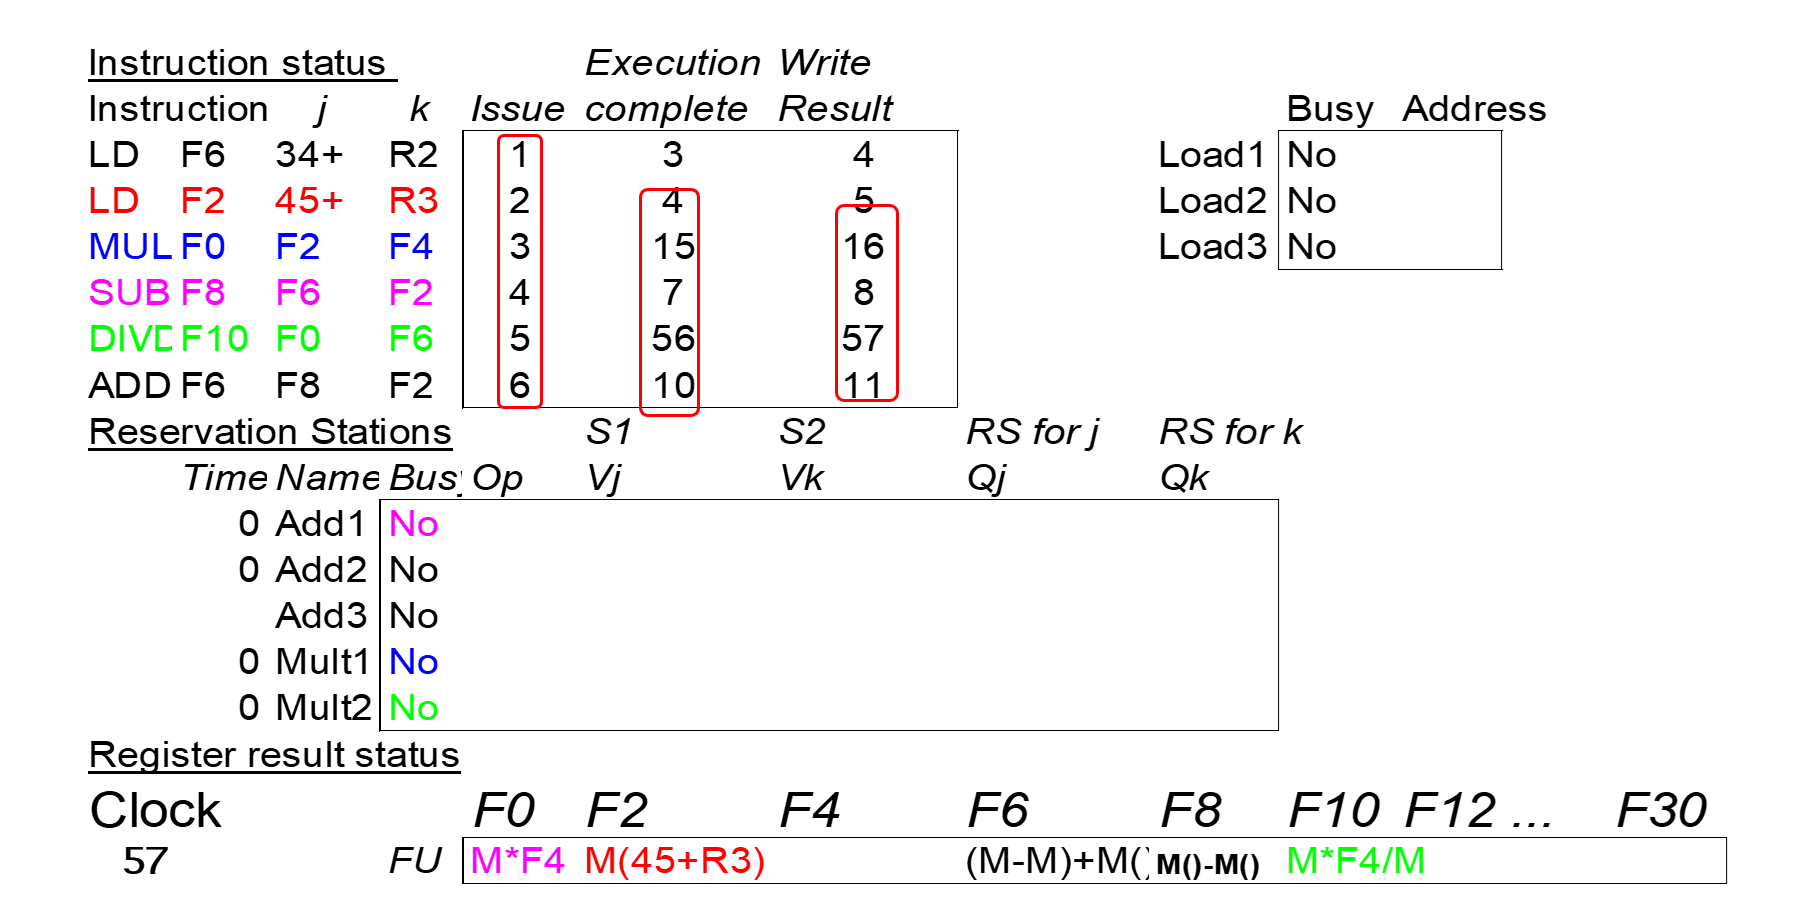 Instruction status Execution Write
Instruction j k Issue complete Result Busy Address
LD F6 34+ R2 1 3 4 Load1 No
LD F2 45+ R3 2 4 5 Load2 No
MUL F0 F2 F4 3 15 16 Load3 No
SUB F8 F6 F2 4 7 8
DIVD F10 F0 F6 5 56 57
ADD F6 F8 F2 6 10 11
Reservation Stations S1 S2 RS for j RS for k
Time Name Busy Op Vj Vk Qj Qk
0 Add1 No
0 Add2 No
Add3 No
0 Mult1 No
0 Mult2 No
Register result status
Clock F0 F2 F4 F6 F8 F10 F12 ... F30
57 FU M*F4 M(45+R3) (M-M)+M() M()-M() M*F4/M